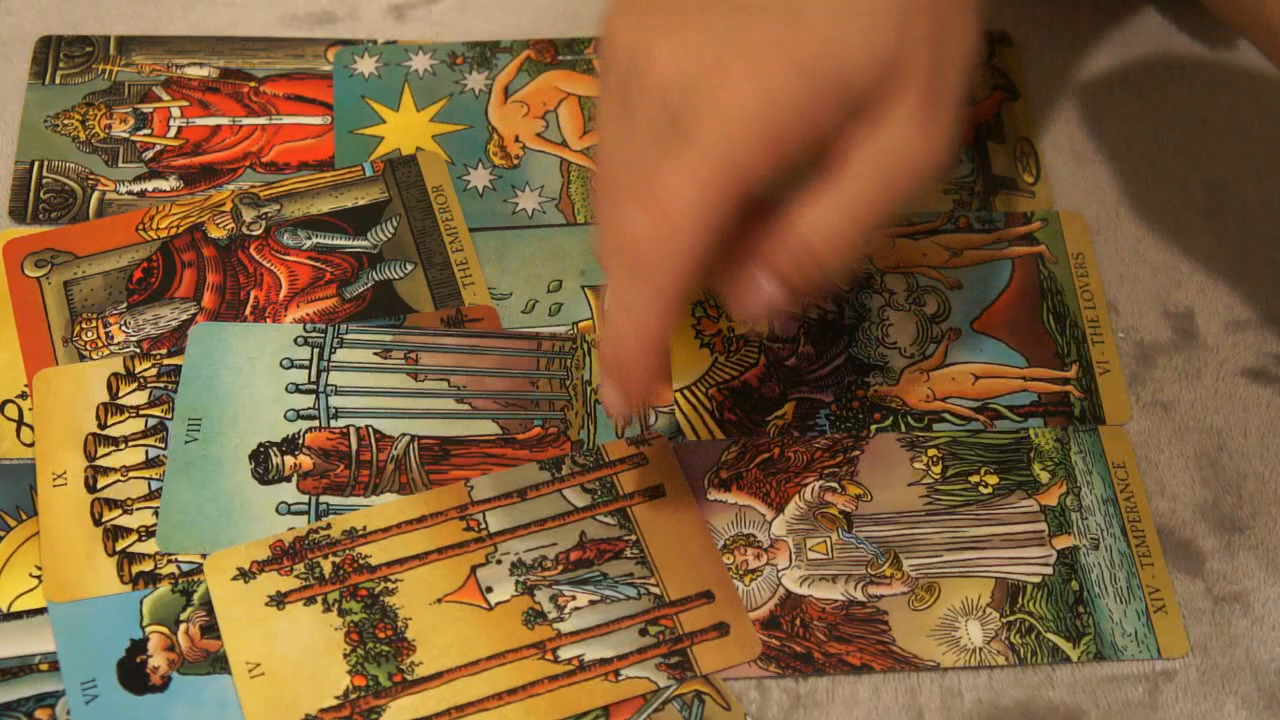 - THE EMPEROR
VI - THE LOVERS
VIII
IX
XIV - TEMPERANCE
IV
VII